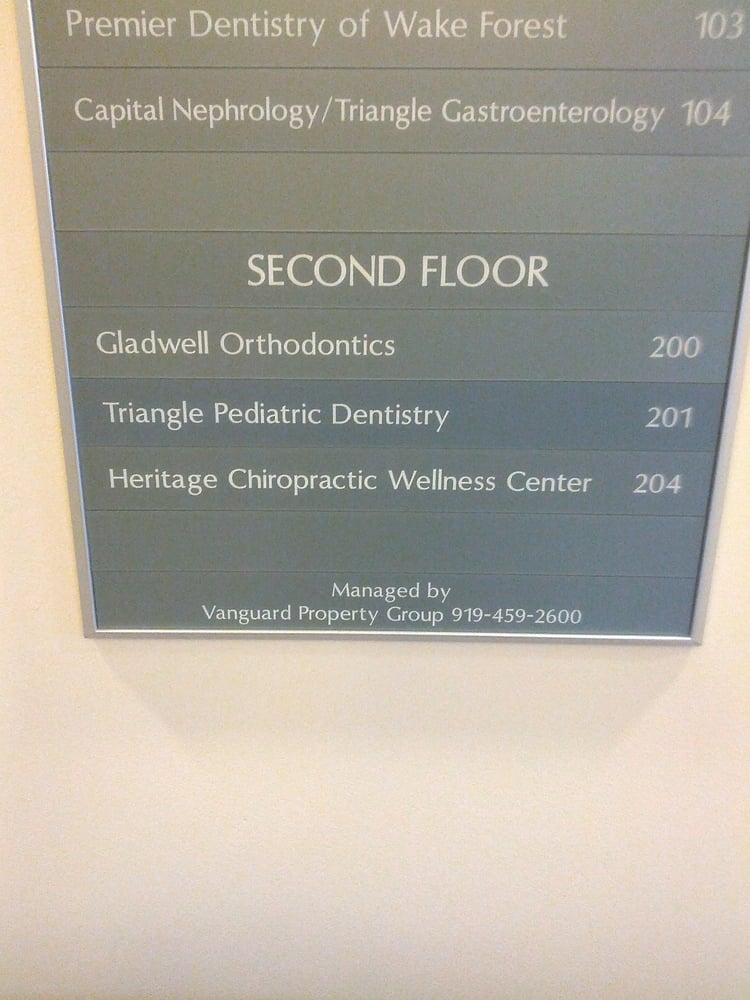 Premier Dentistry of Wake Forest 103
Capital Nephrology/Triangle Gastroenterology 104
SECOND FLOOR
Gladwell Orthodontics 200
Triangle Pediatric Dentistry 201
Heritage Chiropractic Wellness Center 204
Managed by
Vanguard Property Group 919-459-2600